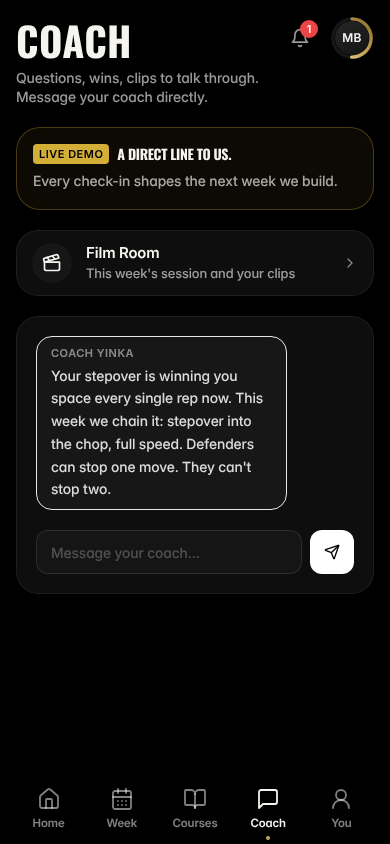 COACH
1
MB
Questions, wins, clips to talk through.
Message your coach directly.
LIVE DEMO A DIRECT LINE TO US.
Every check-in shapes the next week we build.
Film Room
This week's session and your clips
COACH YINKA
Your stepover is winning you
space every single rep now. This
week we chain it: stepover into
the chop, full speed. Defenders
can stop one move. They can't
stop two.
Message your coach...
Home Week Courses Coach You